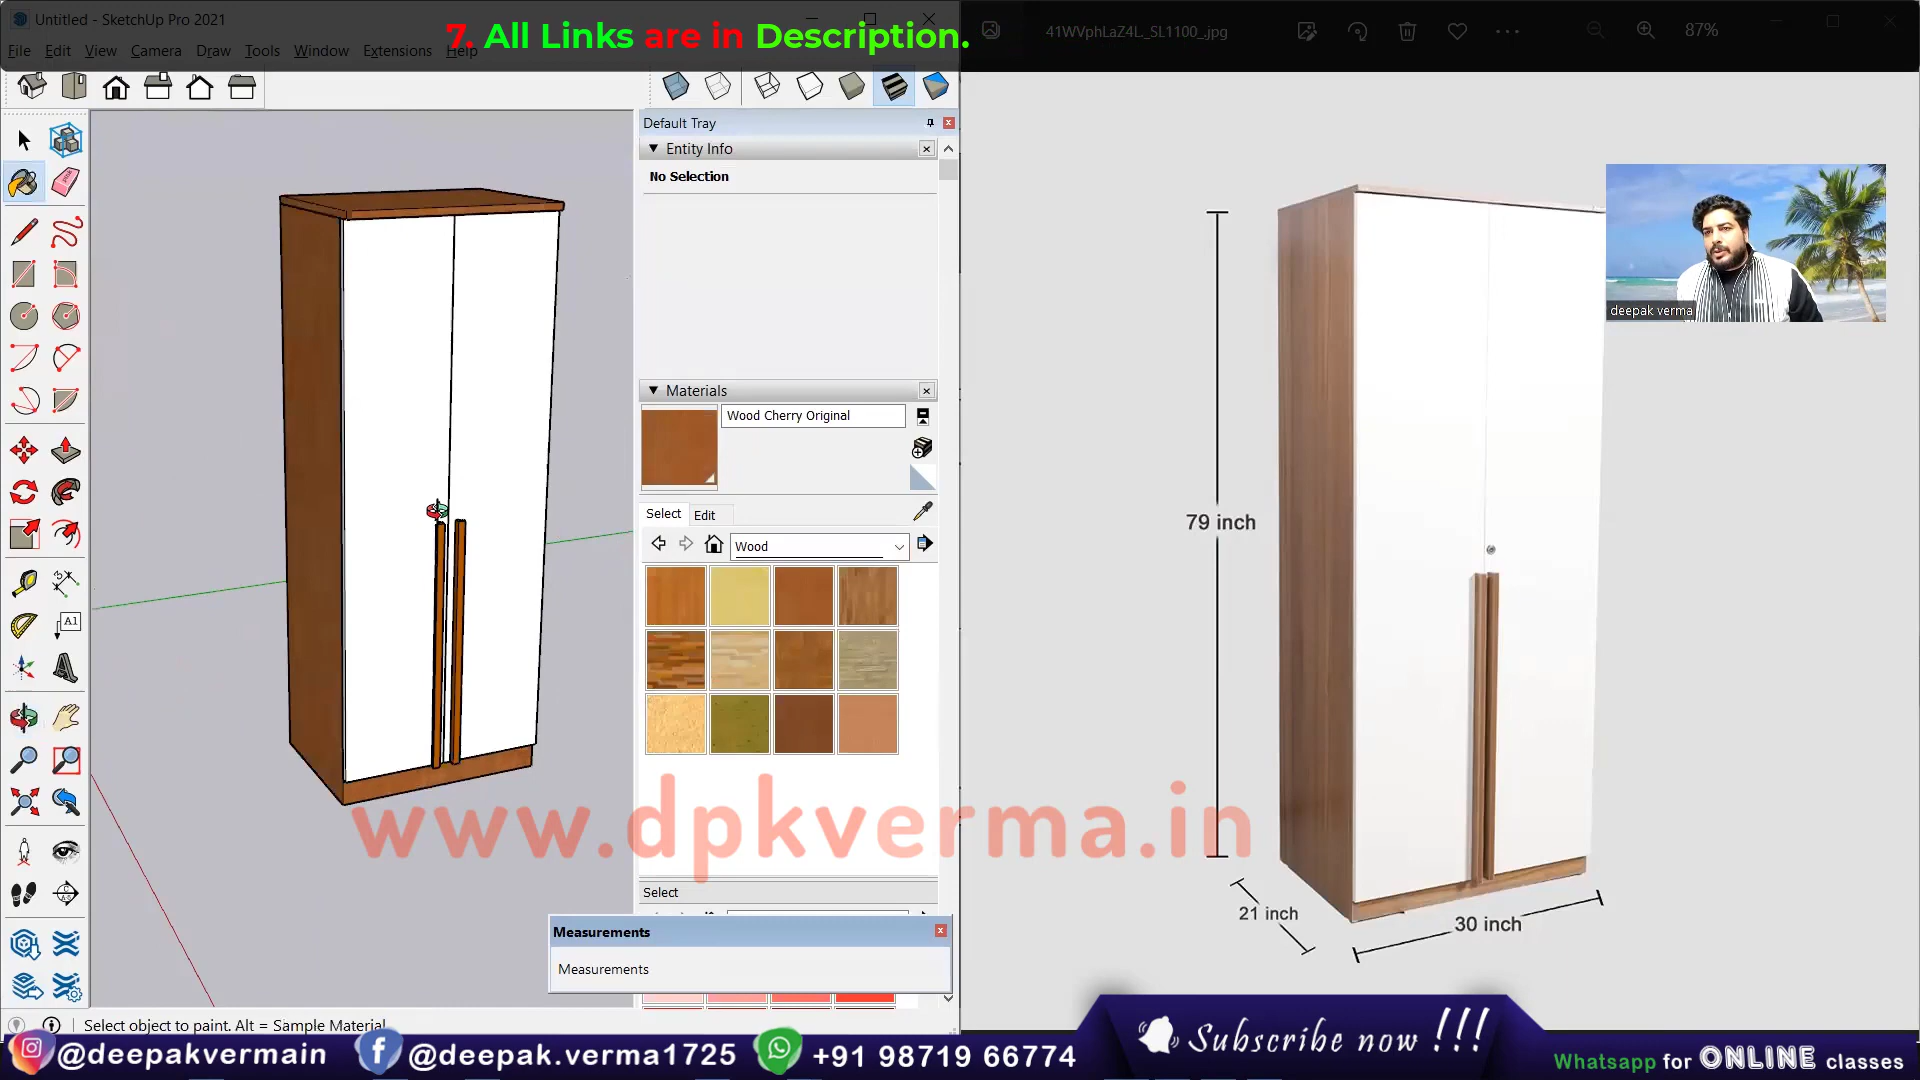 Untitled - SketchUp Pro 2021
7. All Links are in Description.
41WVphLaZ4L._SL1100_.jpg
87%
File Edit View Camera Draw Tools Window Extensions Help
Default Tray
Entity Info
No Selection
deepak verma
Materials
Wood Cherry Original
Select Edit
79 inch
Wood
A1
www.dpkverma.in
Select
21 inch
30 inch
Measurements
Measurements
Select object to paint. Alt = Sample Material
@deepakvermain
@deepak.verma1725
+91 98719 66774
Subscribe now !!!
Whatsapp for ONLINE classes